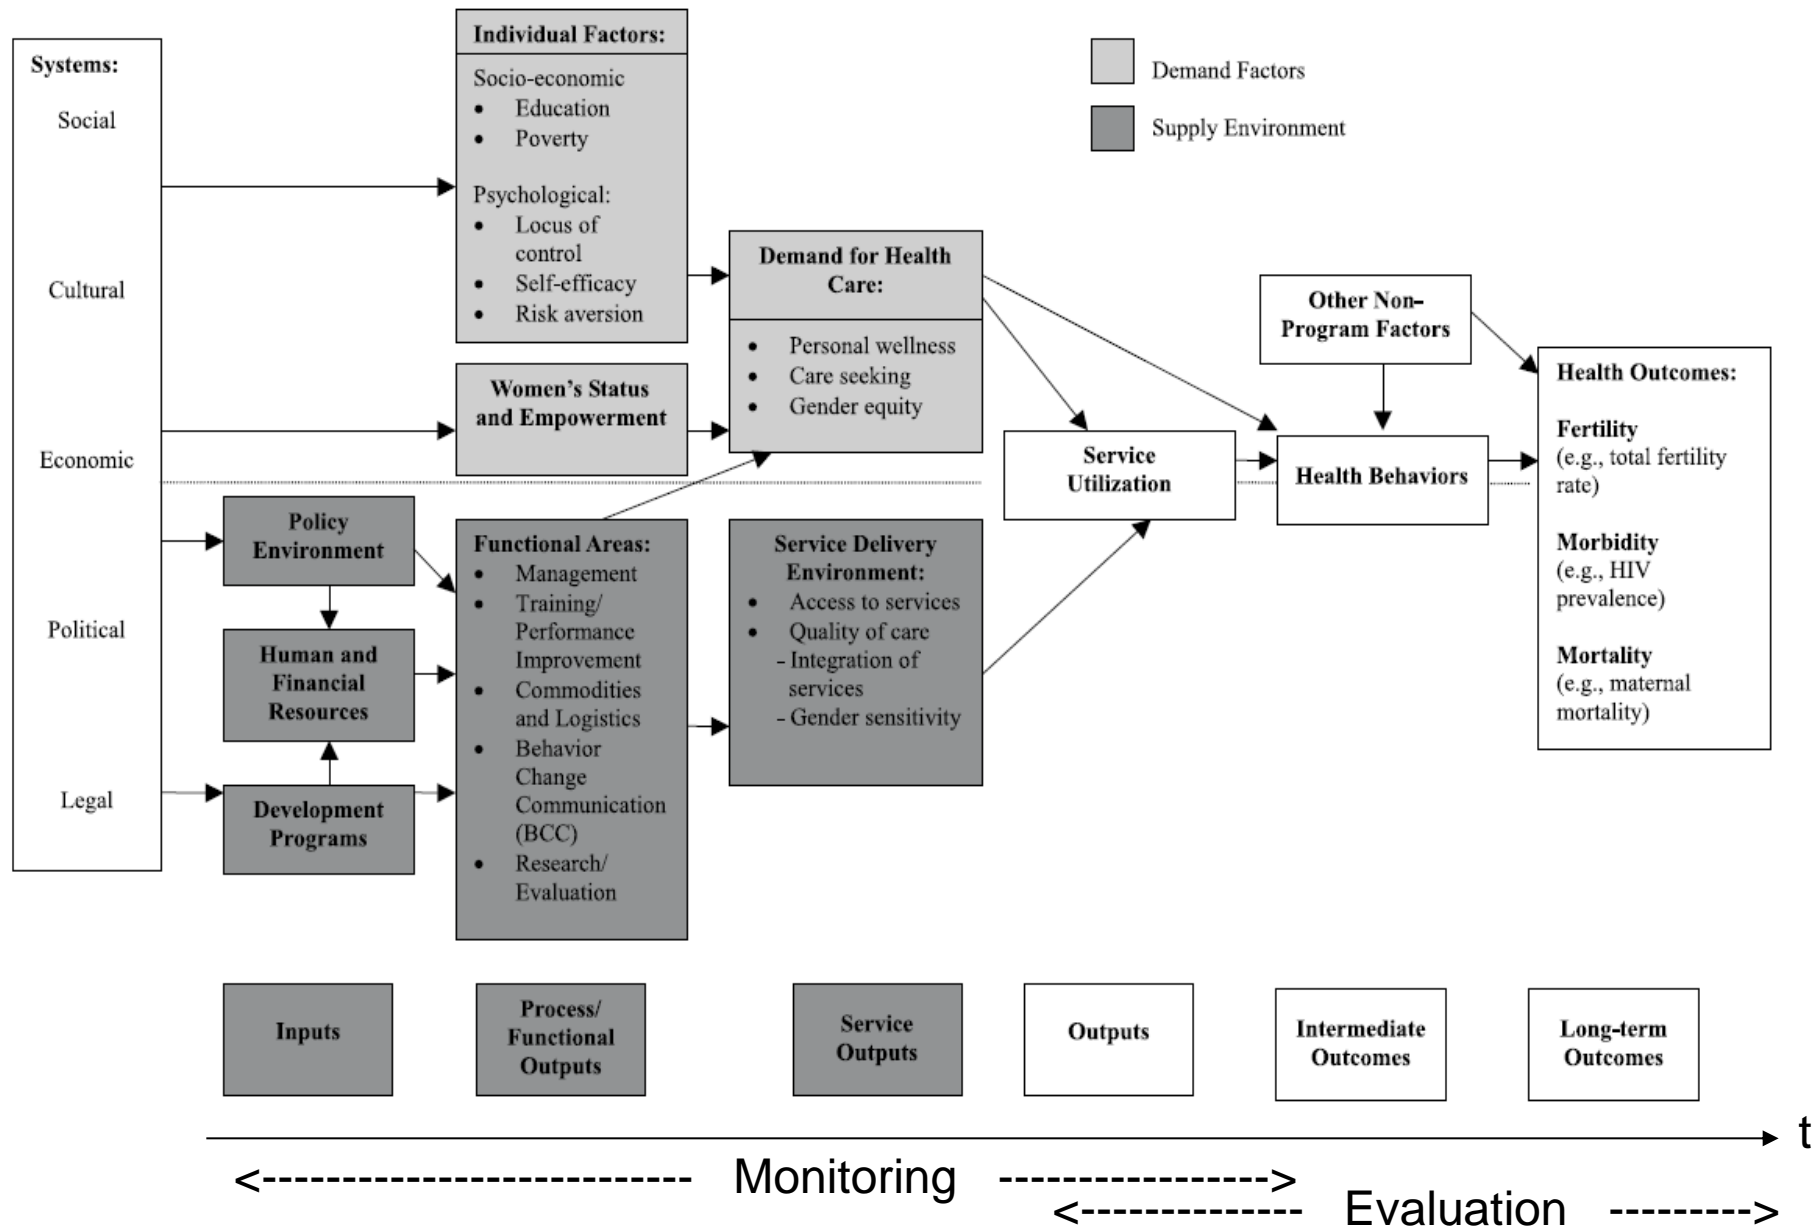 Systems:
Social
Cultural
Economic
Political
Legal
Individual Factors:
Socio-economic
• Education
• Poverty
Psychological:
• Locus of
control
• Self-efficacy
• Risk aversion
Women's Status
and Empowerment
Policy
Environment
Human and
Financial
Resources
Development
Programs
Functional Areas:
• Management
• Training/
Performance
Improvement
• Commodities
and Logistics
• Behavior
Change
Communication
(BCC)
• Research/
Evaluation
Demand for Health
Care:
• Personal wellness
• Care seeking
• Gender equity
Service Delivery
Environment:
• Access to services
• Quality of care
- Integration of
services
- Gender sensitivity
Demand Factors
Supply Environment
Service
Utilization
Other Non–
Program Factors
Health Behaviors
Health Outcomes:
Fertility
(e.g., total fertility
rate)
Morbidity
(e.g., HIV
prevalence)
Mortality
(e.g., maternal
mortality)
Inputs
Process/
Functional
Outputs
Service
Outputs
Outputs
Intermediate
Outcomes
Long-term
Outcomes
t
<--------------------------- Monitoring ----------------->
<-------------- Evaluation --------->